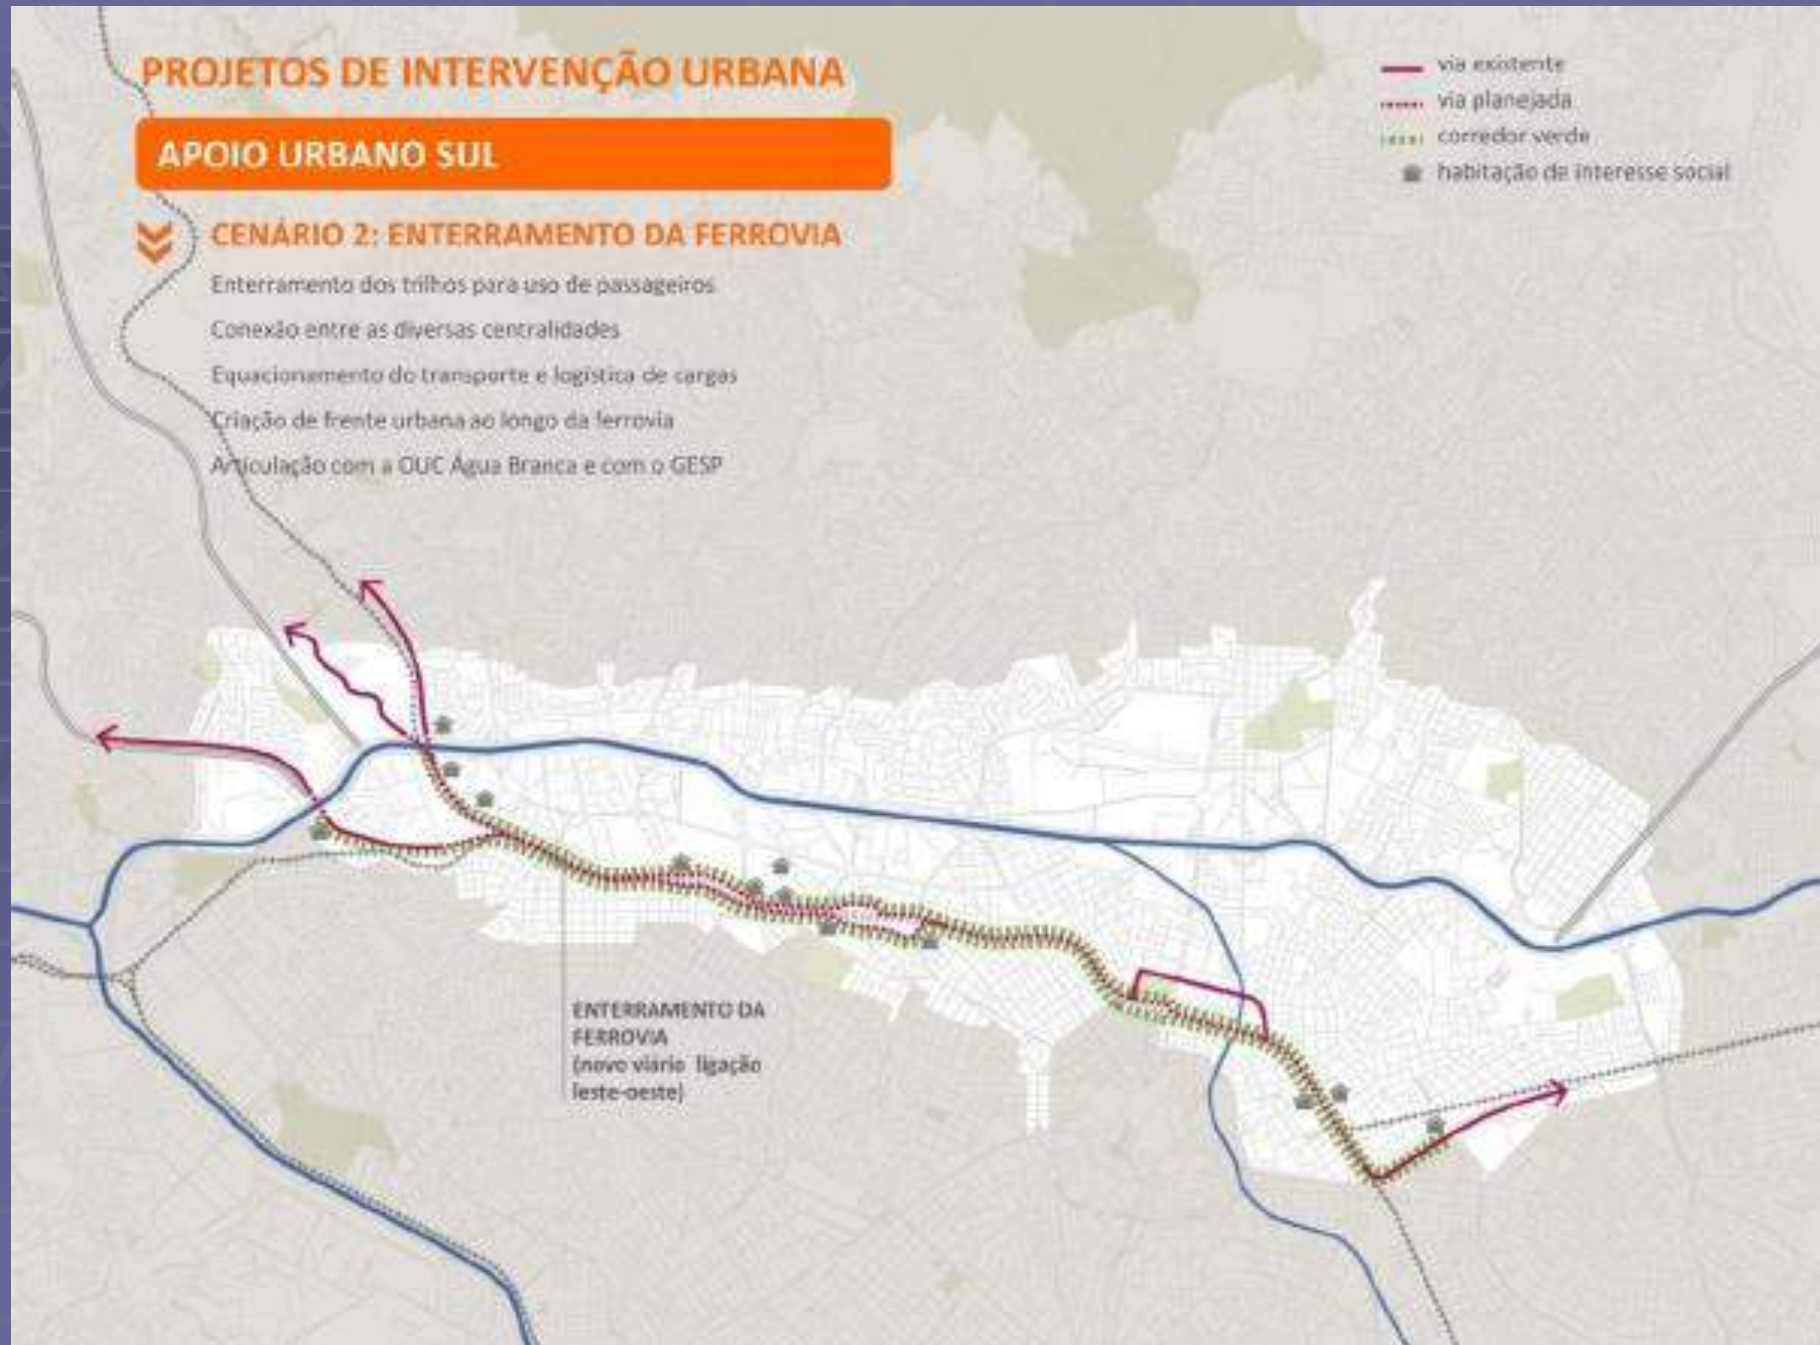 PROJETOS DE INTERVENÇÃO URBANA
APOIO URBANO SUL
CENÁRIO 2: ENTERRAMENTO DA FERROVIA
Enterramento dos trilhos para uso de passageiros
Conexão entre as diversas centralidades
Equacionamento do transporte e logística de cargas
Criação de frente urbana ao longo da ferrovia
Articulação com a OUC Água Branca e com o GESP
via existente
via planejada
corredor verde
habitação de interesse social
ENTERRAMENTO DA
FERROVIA
(novo viário ligação
leste-oeste)